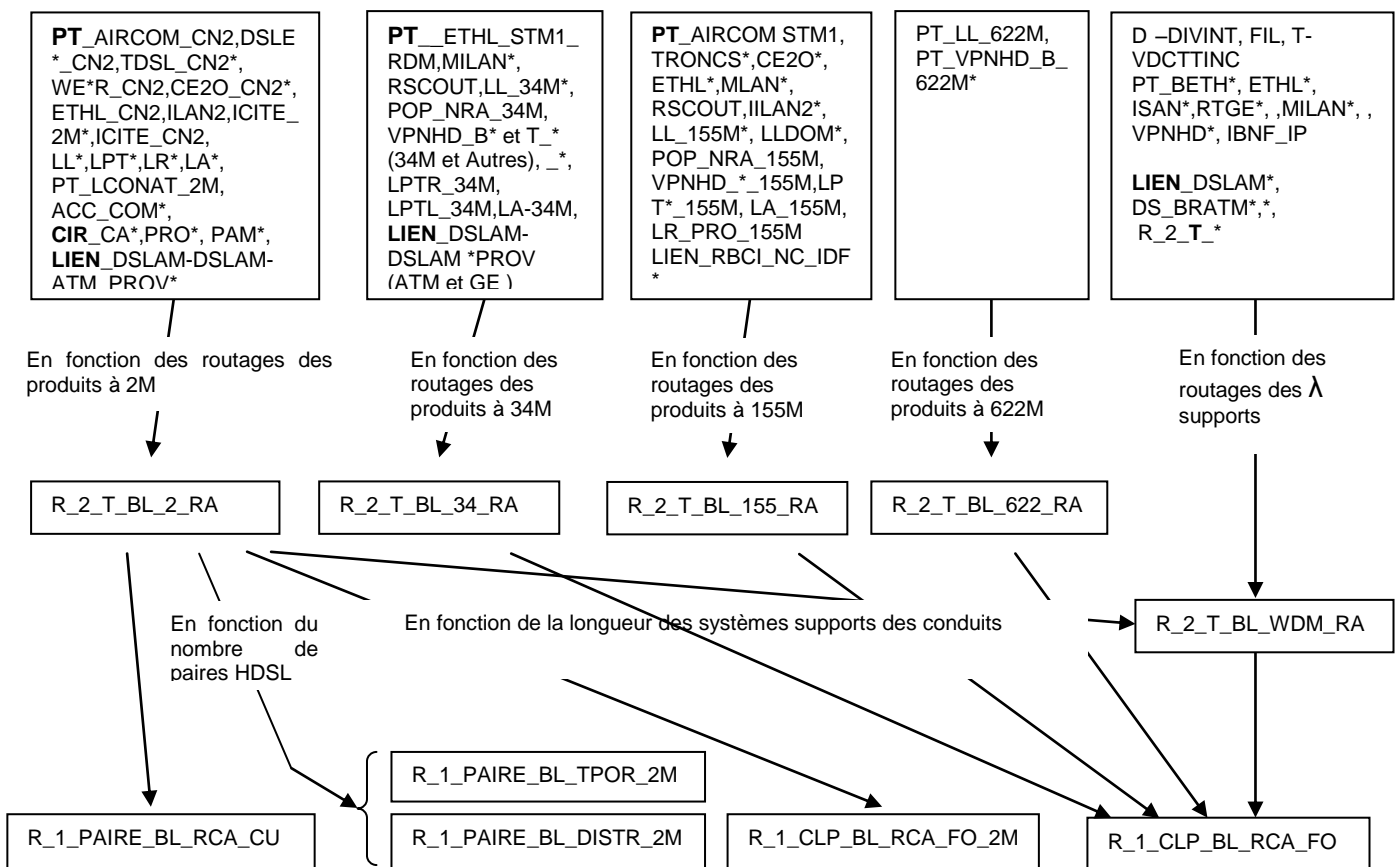 PT_AIRCOM_CN2,DSLE
*_CN2,TDSL_CN2*,
WE*R_CN2,CE2O_CN2*,
ETHL_CN2,ILAN2,ICITE_
2M*,ICITE_CN2,
LL*,LPT*,LR*,LA*,
PT_LCONAT_2M,
ACC_COM*,
CIR_CA*,PRO*, PAM*,
LIEN_DSLAM-DSLAM-
ATM_PROV*
PT__ETHL_STM1_
RDM,MILAN*,
RSCOUT,LL_34M*,
POP_NRA_34M,
VPNHD_B* et T_*
(34M et Autres), _*,
LPTR_34M,
LPTL_34M,LA-34M,
LIEN_DSLAM-
DSLAM *PROV
(ATM et GE )
PT_AIRCOM STM1,
TRONCS*,CE2O*,
ETHL*,MLAN*,
RSCOUT,IILAN2*,
LL_155M*, LLDOM*,
POP_NRA_155M,
VPNHD_*_155M,LP
T*_155M, LA_155M,
LR_PRO_155M
LIEN_RBCI_NC_IDF
*
PT_LL_622M,
PT_VPNHD_B_
622M*
D –DIVINT, FIL, T-
VDCTTINC
PT_BETH*, ETHL*,
ISAN*,RTGE*, ,MILAN*, ,
VPNHD*, IBNF_IP
LIEN_DSLAM*,
DS_BRATM*,*,
R_2_T_*
En fonction des routages des
produits à 2M
En fonction des
routages des
produits à 34M
En fonction des
routages des
produits à 155M
En fonction des
routages des
produits à 622M
En fonction des
routages des λ
supports
R_2_T_BL_2_RA
R_2_T_BL_34_RA
R_2_T_BL_155_RA
R_2_T_BL_622_RA
En fonction du
nombre de
paires HDSL
En fonction de la longueur des systèmes supports des conduits
R_2_T_BL_WDM_RA
R_1_PAIRE_BL_TPOR_2M
R_1_PAIRE_BL_RCA_CU
R_1_PAIRE_BL_DISTR_2M
R_1_CLP_BL_RCA_FO_2M
R_1_CLP_BL_RCA_FO